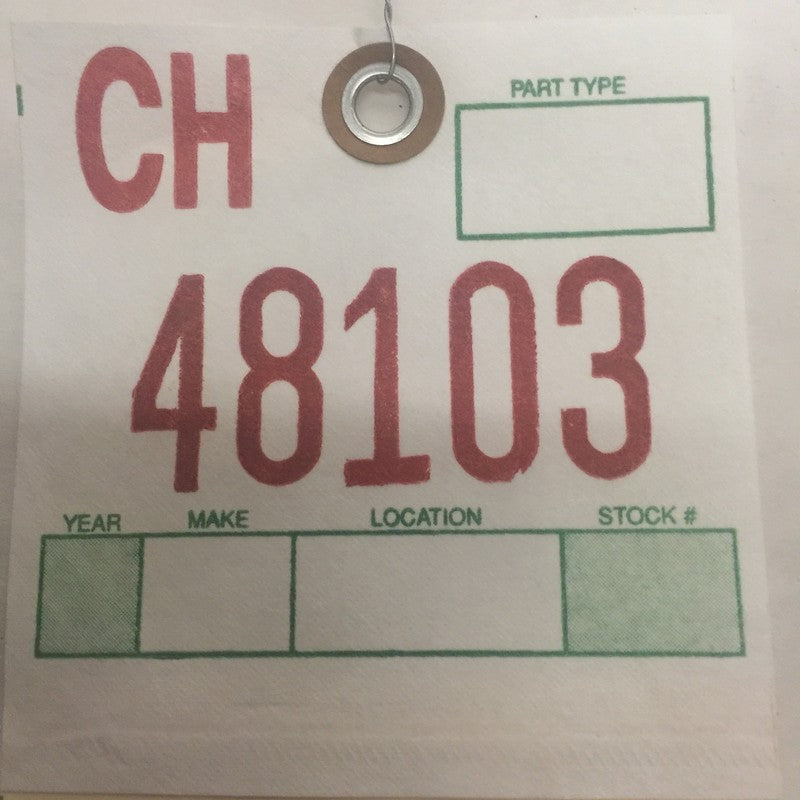 CH
PART TYPE
48103
YEAR MAKE LOCATION STOCK #